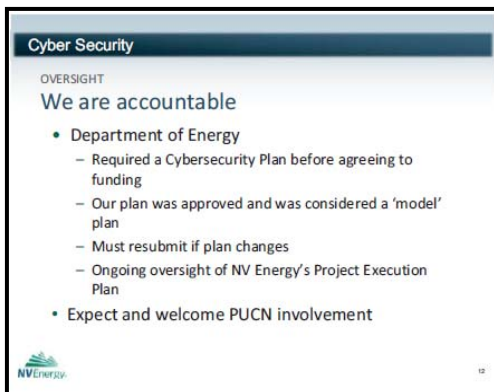 Cyber Security
OVERSIGHT
We are accountable
• Department of Energy
– Required a Cybersecurity Plan before agreeing to
funding
– Our plan was approved and was considered a ‘model’
plan
– Must resubmit if plan changes
– Ongoing oversight of NV Energy’s Project Execution
Plan
• Expect and welcome PUCN involvement
NVEnergy.
12